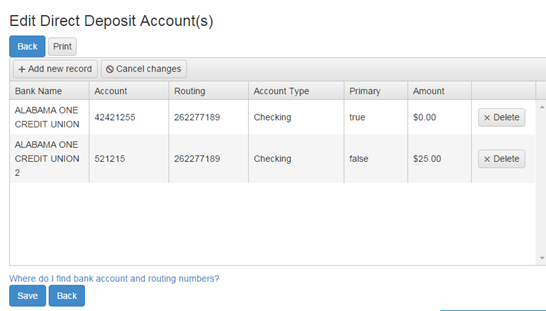 Edit Direct Deposit Account(s)
Back Print
+ Add new record Cancel changes
Bank Name Account Routing Account Type Primary Amount
ALABAMA ONE
CREDIT UNION 42421255 262277189 Checking true $0.00 × Delete
ALABAMA ONE
CREDIT UNION 521215 262277189 Checking false $25.00 × Delete
2
Where do I find bank account and routing numbers?
Save Back